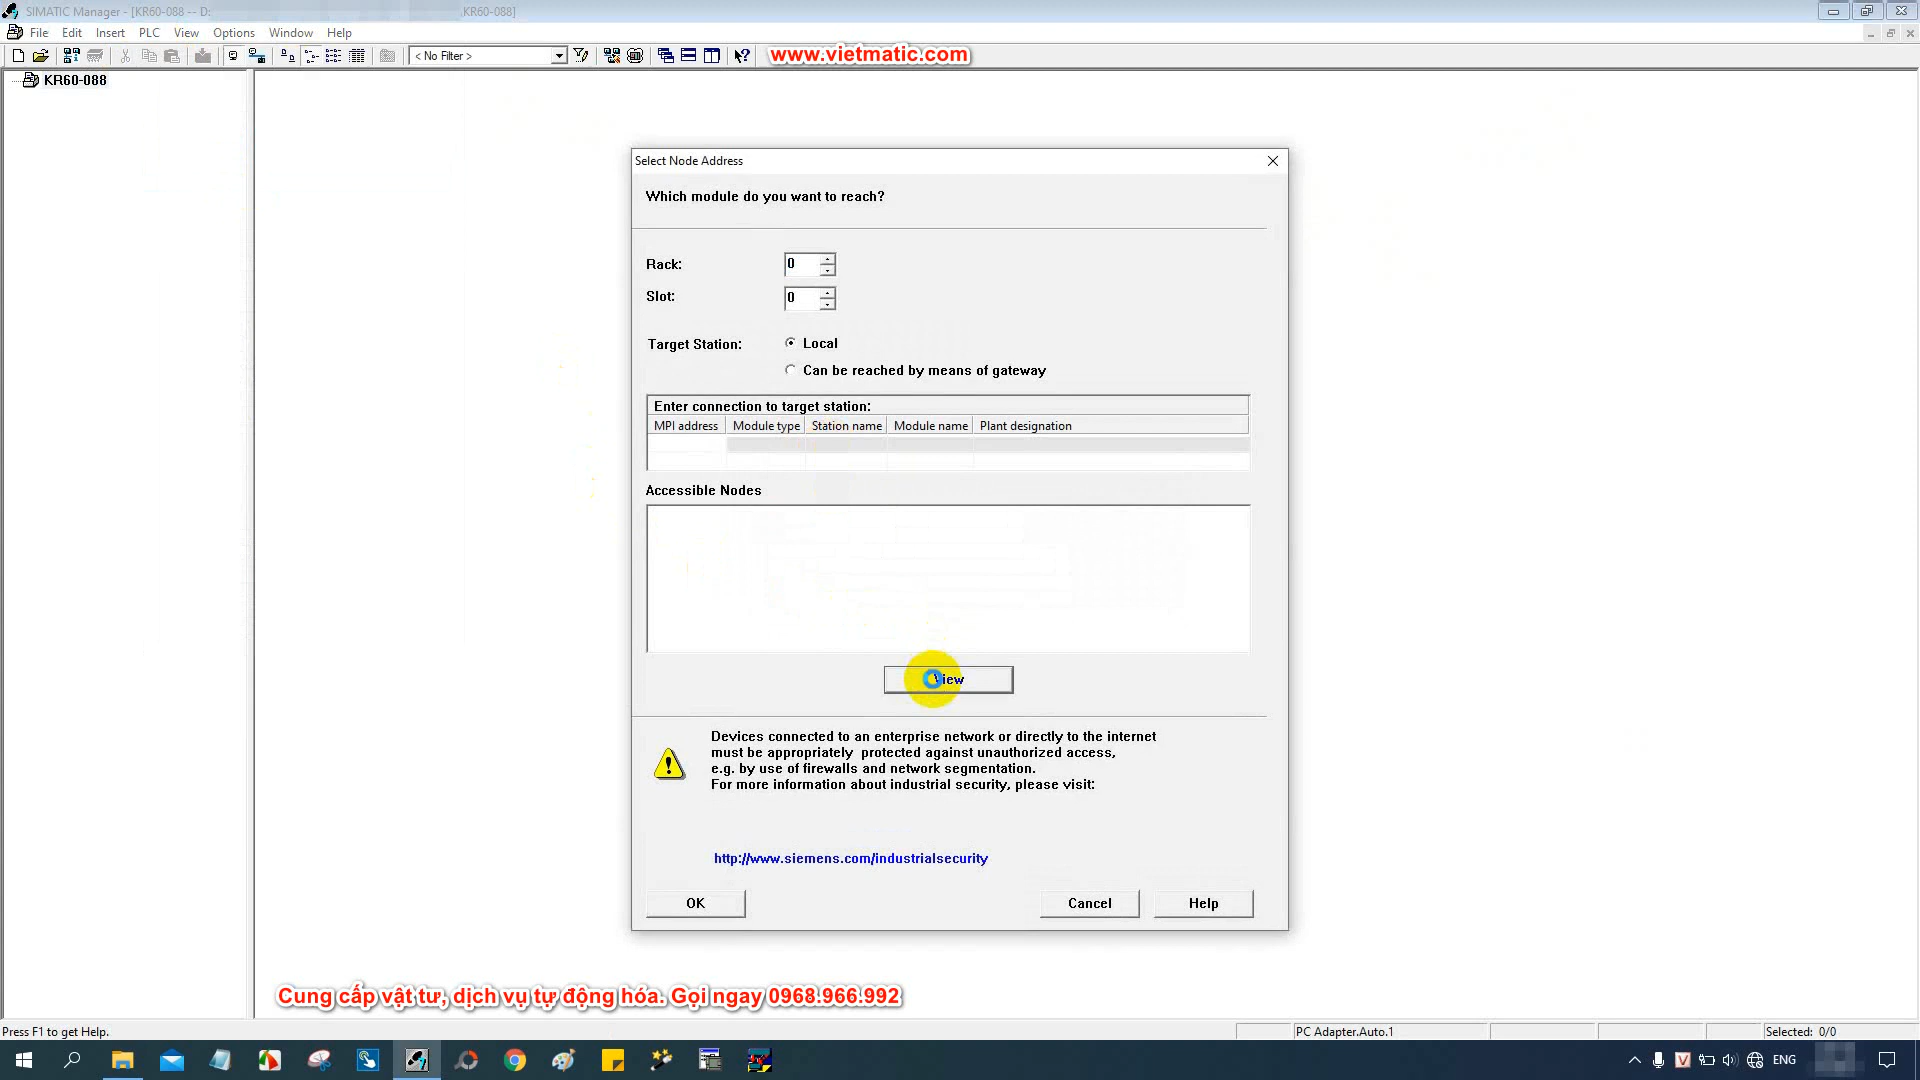 SIMATIC Manager - [KR60-088 -- D:
,KR60-088]
File Edit Insert PLC View Options Window Help
< No Filter >
www.vietmatic.com
KR60-088
Select Node Address
Which module do you want to reach?
Rack: 0
Slot: 0
Target Station: Local
Can be reached by means of gateway
Enter connection to target station:
MPI address Module type Station name Module name Plant designation
Accessible Nodes
View
Devices connected to an enterprise network or directly to the internet
must be appropriately protected against unauthorized access,
e.g. by use of firewalls and network segmentation.
For more information about industrial security, please visit:
http://www.siemens.com/industrialsecurity
OK Cancel Help
Cung cấp vật tư, dịch vụ tự động hóa. Gọi ngay 0968.966.992
Press F1 to get Help.
PC Adapter.Auto.1
Selected: 0/0
ENG